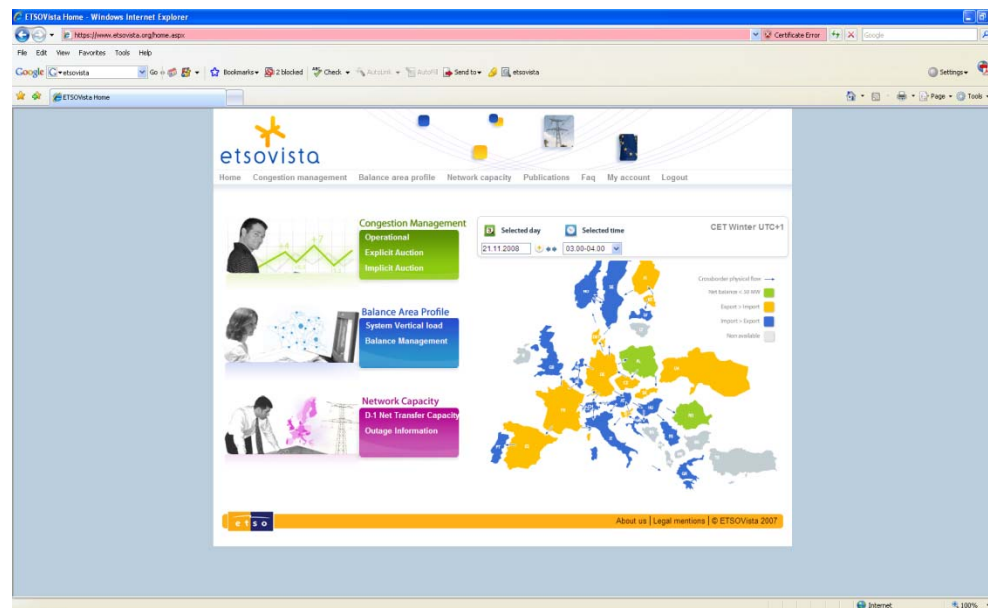 ETSOVista Home - Windows Internet Explorer
https://www.etsovista.org/home.aspx
Certificate Error
Google
File Edit View Favorites Tools Help
Google etsovista Go Bookmarks 2 blocked Check AutoLink AutoFill Send to etsovista Settings
ETSOVista Home
Page Tools
etsovista
Home Congestion management Balance area profile Network capacity Publications Faq My account Logout
Congestion Management
Operational
Explicit Auction
Implicit Auction
+4 +7
Selected day Selected time CET Winter UTC+1
21.11.2008 03.00-04.00
Crossborder physical flow
Net balance < 10 MW
Export > Import
Import > Export
Non available
Balance Area Profile
System Vertical load
Balance Management
Network Capacity
D-1 Net Transfer Capacity
Outage Information
etso
About us | Legal mentions | © ETSOVista 2007
Internet 100%